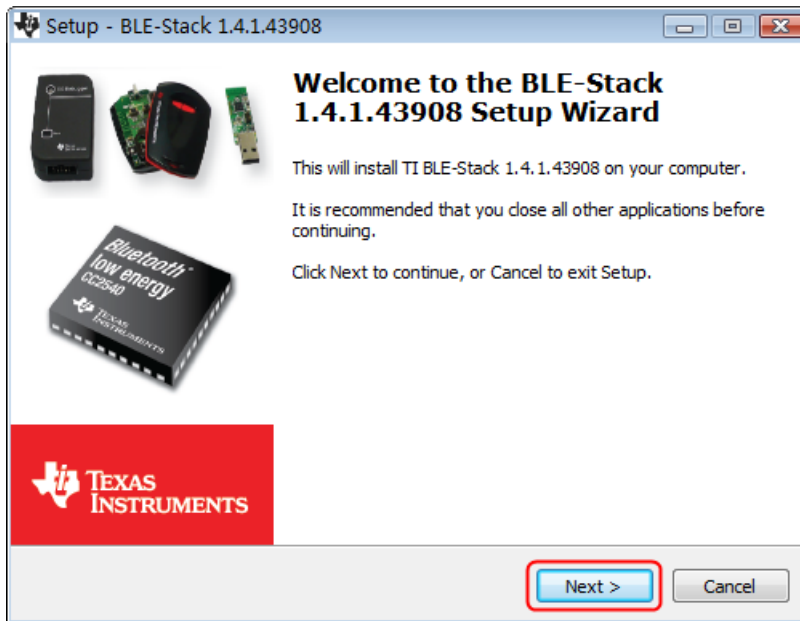 Setup - BLE-Stack 1.4.1.43908
Welcome to the BLE-Stack
1.4.1.43908 Setup Wizard
This will install TI BLE-Stack 1.4.1.43908 on your computer.
It is recommended that you close all other applications before
continuing.
Click Next to continue, or Cancel to exit Setup.
Bluetooth®
low energy
CC2540
TEXAS
INSTRUMENTS
TEXAS
INSTRUMENTS
Next >
Cancel